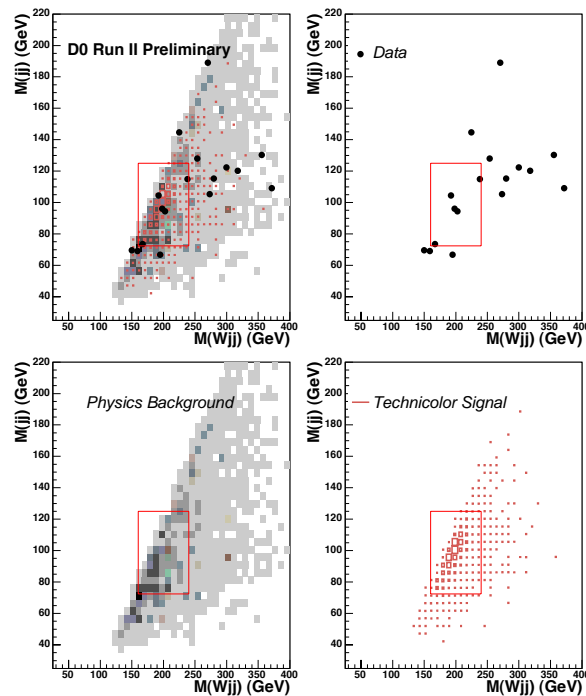 M(jj) (GeV)
220
200
180
160
140
120
100
80
60
40
D0 Run II Preliminary
50 100 150 200 250 300 350 400
M(Wjj) (GeV)
M(jj) (GeV)
220
200
180
160
140
120
100
80
60
40
Data
50 100 150 200 250 300 350 400
M(Wjj) (GeV)
M(jj) (GeV)
220
200
180
160
140
120
100
80
60
40
Physics Background
50 100 150 200 250 300 350 400
M(Wjj) (GeV)
M(jj) (GeV)
220
200
180
160
140
120
100
80
60
40
Technicolor Signal
50 100 150 200 250 300 350 400
M(Wjj) (GeV)